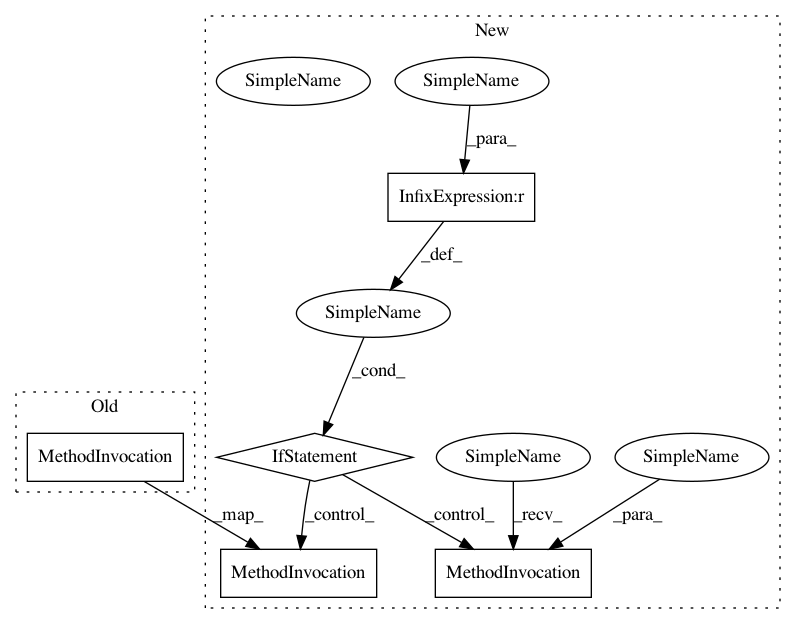 New
SimpleName
SimpleName
_para_
InfixExpression:r
_def_
SimpleName
_cond_
Old
MethodInvocation
IfStatement
SimpleName
SimpleName
_map_
_control_
_control_
_recv_
_para_
MethodInvocation
MethodInvocation